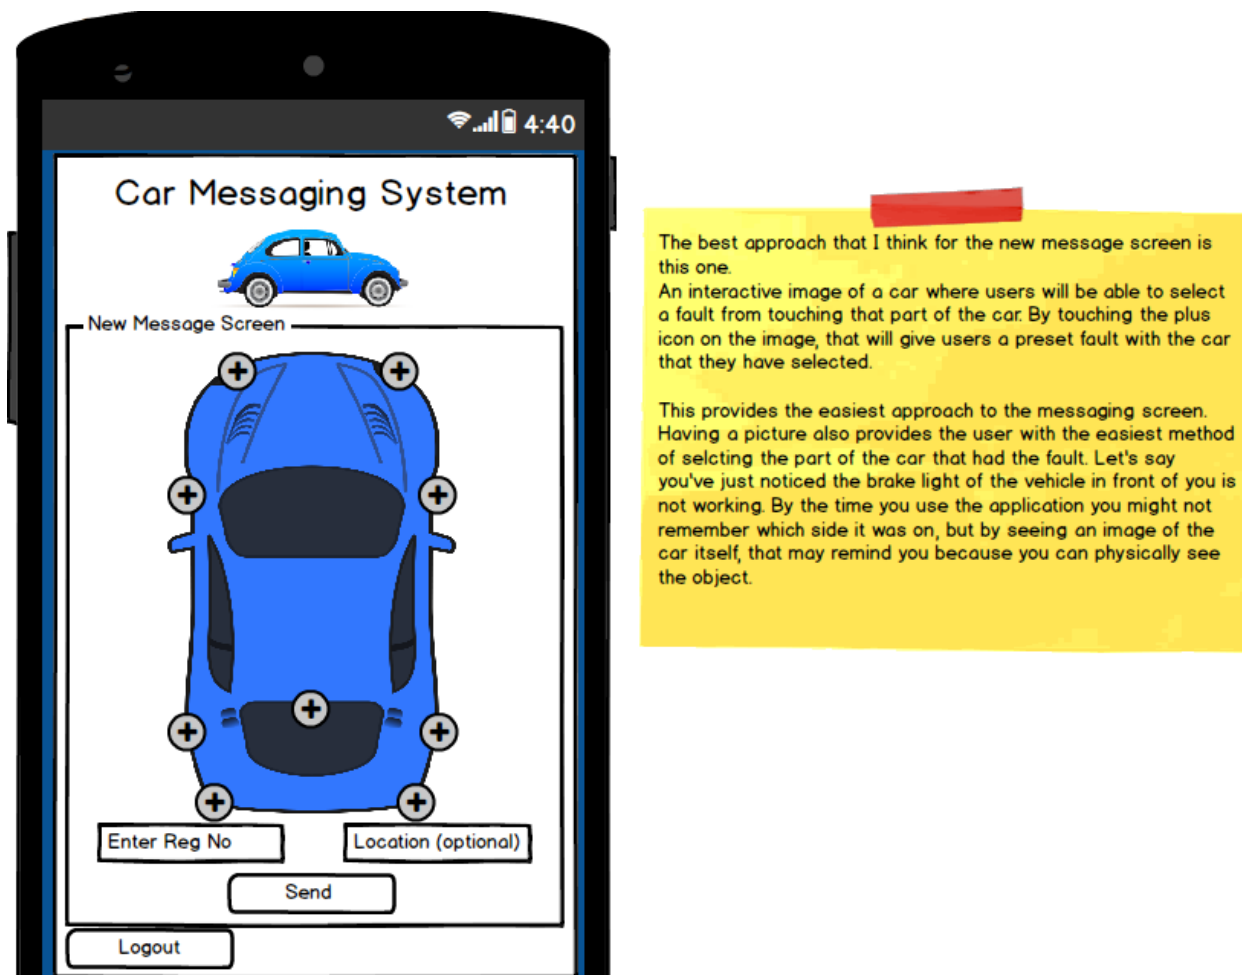 4:40
Car Messaging System
New Message Screen
Enter Reg No
Location (optional)
Send
Logout
The best approach that I think for the new message screen is
this one.
An interactive image of a car where users will be able to select
a fault from touching that part of the car. By touching the plus
icon on the image, that will give users a preset fault with the car
that they have selected.
This provides the easiest approach to the messaging screen.
Having a picture also provides the user with the easiest method
of selcting the part of the car that had the fault. Let's say
you've just noticed the brake light of the vehicle in front of you is
not working. By the time you use the application you might not
remember which side it was on, but by seeing an image of the
car itself, that may remind you because you can physically see
the object.